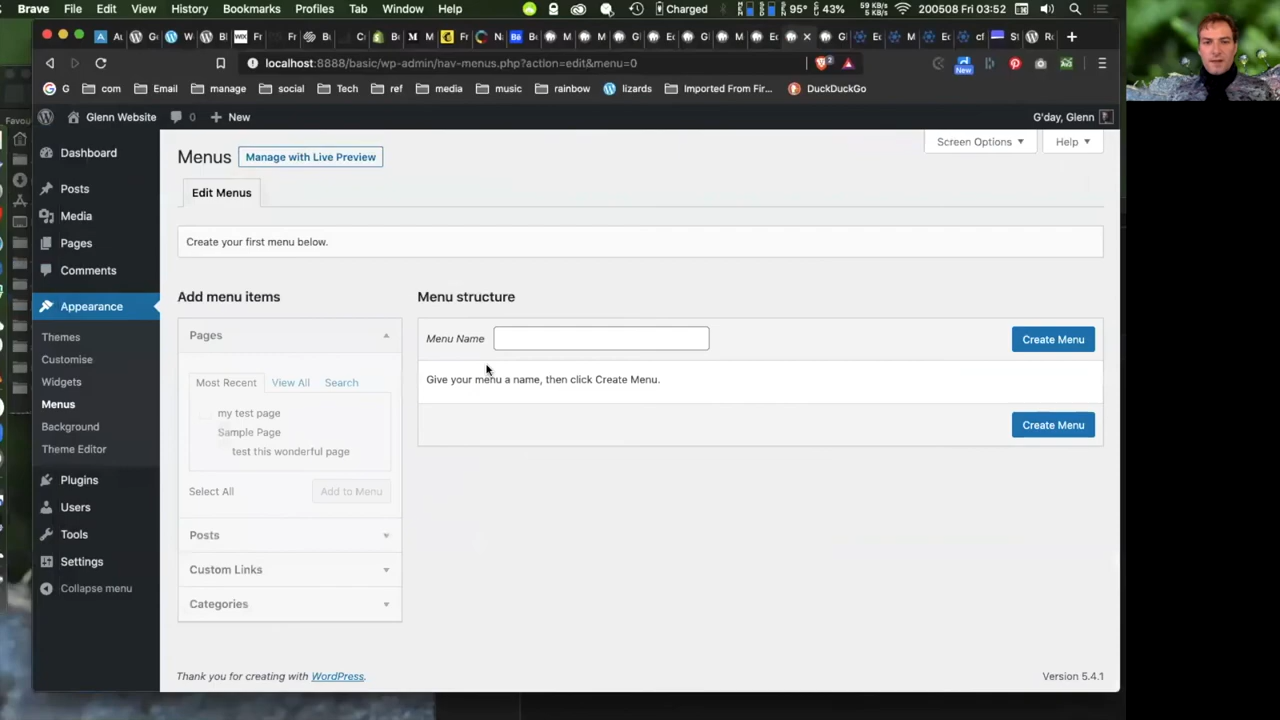 Brave File Edit View History Bookmarks Profiles Tab Window Help Charged 95° 43% 59 KB/s 5 KB/s 200508 Fri 03:52
localhost:8888/basic/wp-admin/nav-menus.php?action=edit&menu=0
2
New
G com Email manage social Tech ref media music rainbow lizards Imported From Fir... DuckDuckGo
Glenn Website 0 New G'day, Glenn
Screen Options Help
Menus Manage with Live Preview
Edit Menus
Create your first menu below.
Dashboard
Posts
Media
Pages
Comments
Appearance
Themes
Customise
Widgets
Menus
Background
Theme Editor
Plugins
Users
Tools
Settings
Collapse menu
Add menu items
Pages
Most Recent View All Search
my test page
Sample Page
test this wonderful page
Select All Add to Menu
Posts
Custom Links
Categories
Menu structure
Menu Name Create Menu
Give your menu a name, then click Create Menu.
Create Menu
Thank you for creating with WordPress. Version 5.4.1